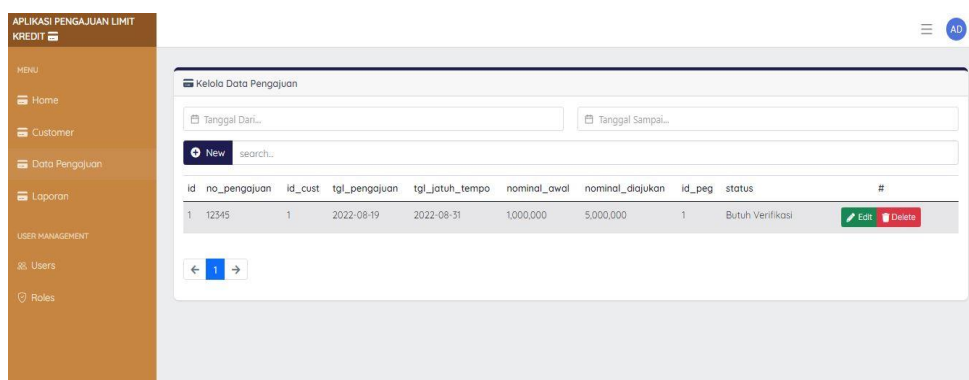 APLIKASI PENGAJUAN LIMIT
KREDIT
AD
MENU
Home
Customer
Data Pengajuan
Laporan
USER MANAGEMENT
Users
Roles
Kelola Data Pengajuan
Tanggal Dari...
Tanggal Sampai...
New search..
id no_pengajuan id_cust tgl_pengajuan tgl_jatuh_tempo nominal_awal nominal_diajukan id_peg status #
1 12345 1 2022-08-19 2022-08-31 1,000,000 5,000,000 1 Butuh Verifikasi Edit Delete
← 1 →